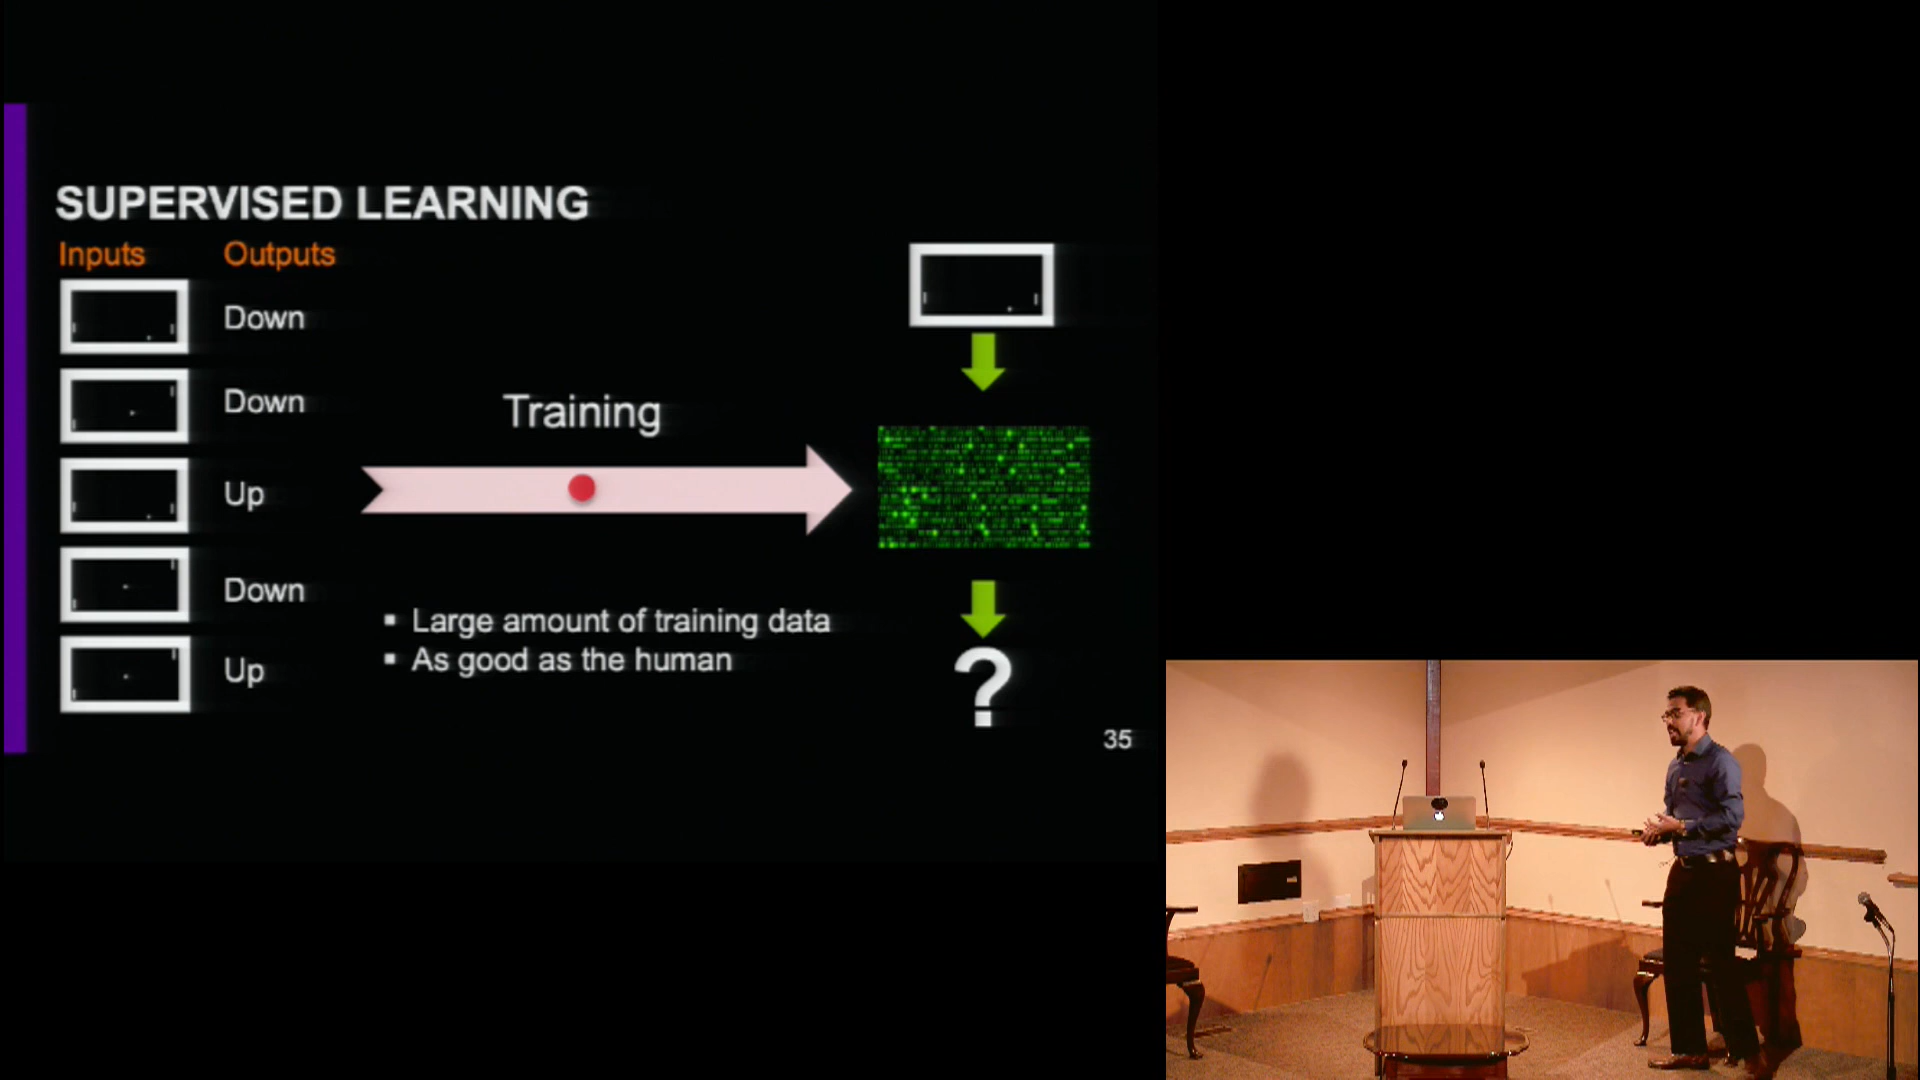 SUPERVISED LEARNING
Inputs Outputs
Down
Down
Up
Down
Up
Training
▪ Large amount of training data
▪ As good as the human
?
35